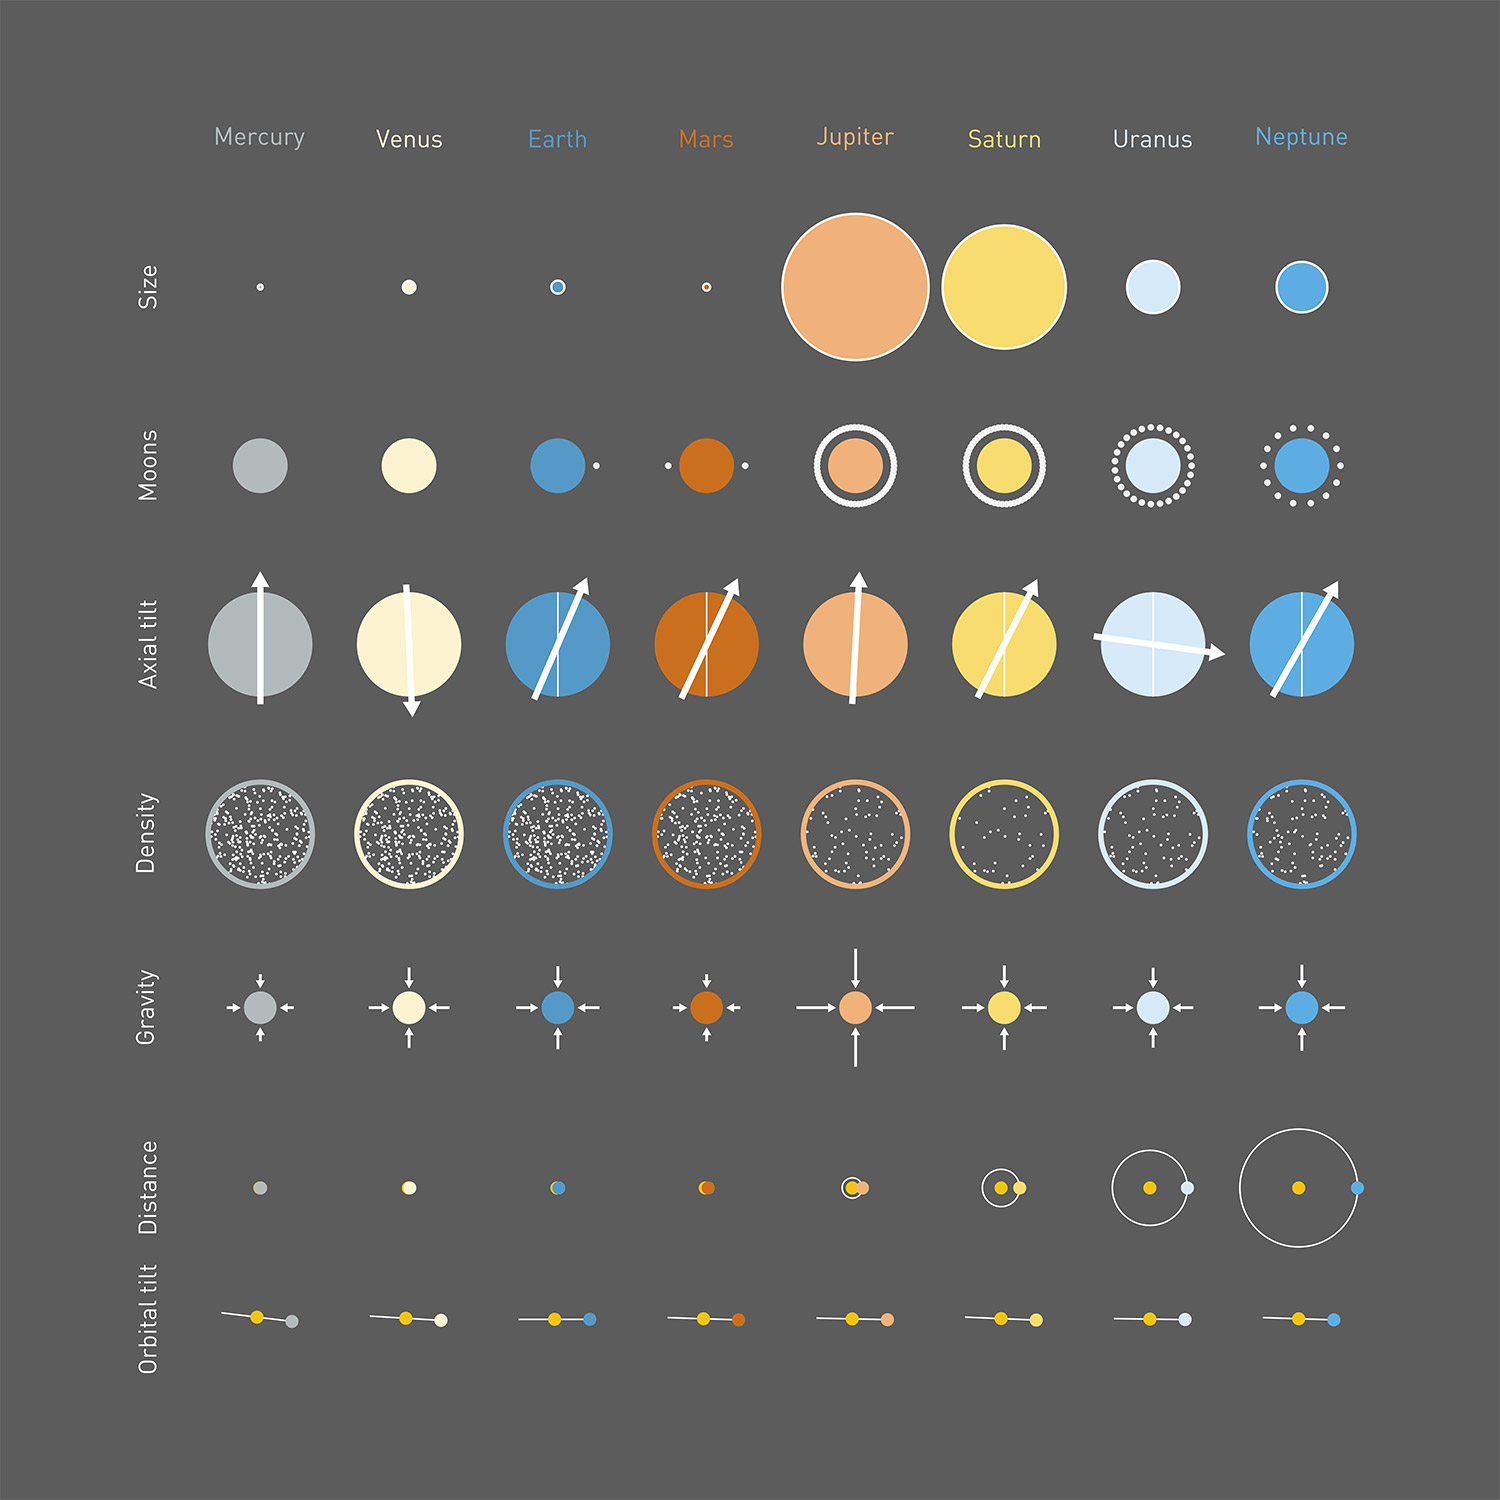 Mercury
Venus
Earth
Mars
Jupiter
Saturn
Uranus
Neptune
Size
Moons
Axial tilt
Density
Gravity
Distance
Orbital tilt